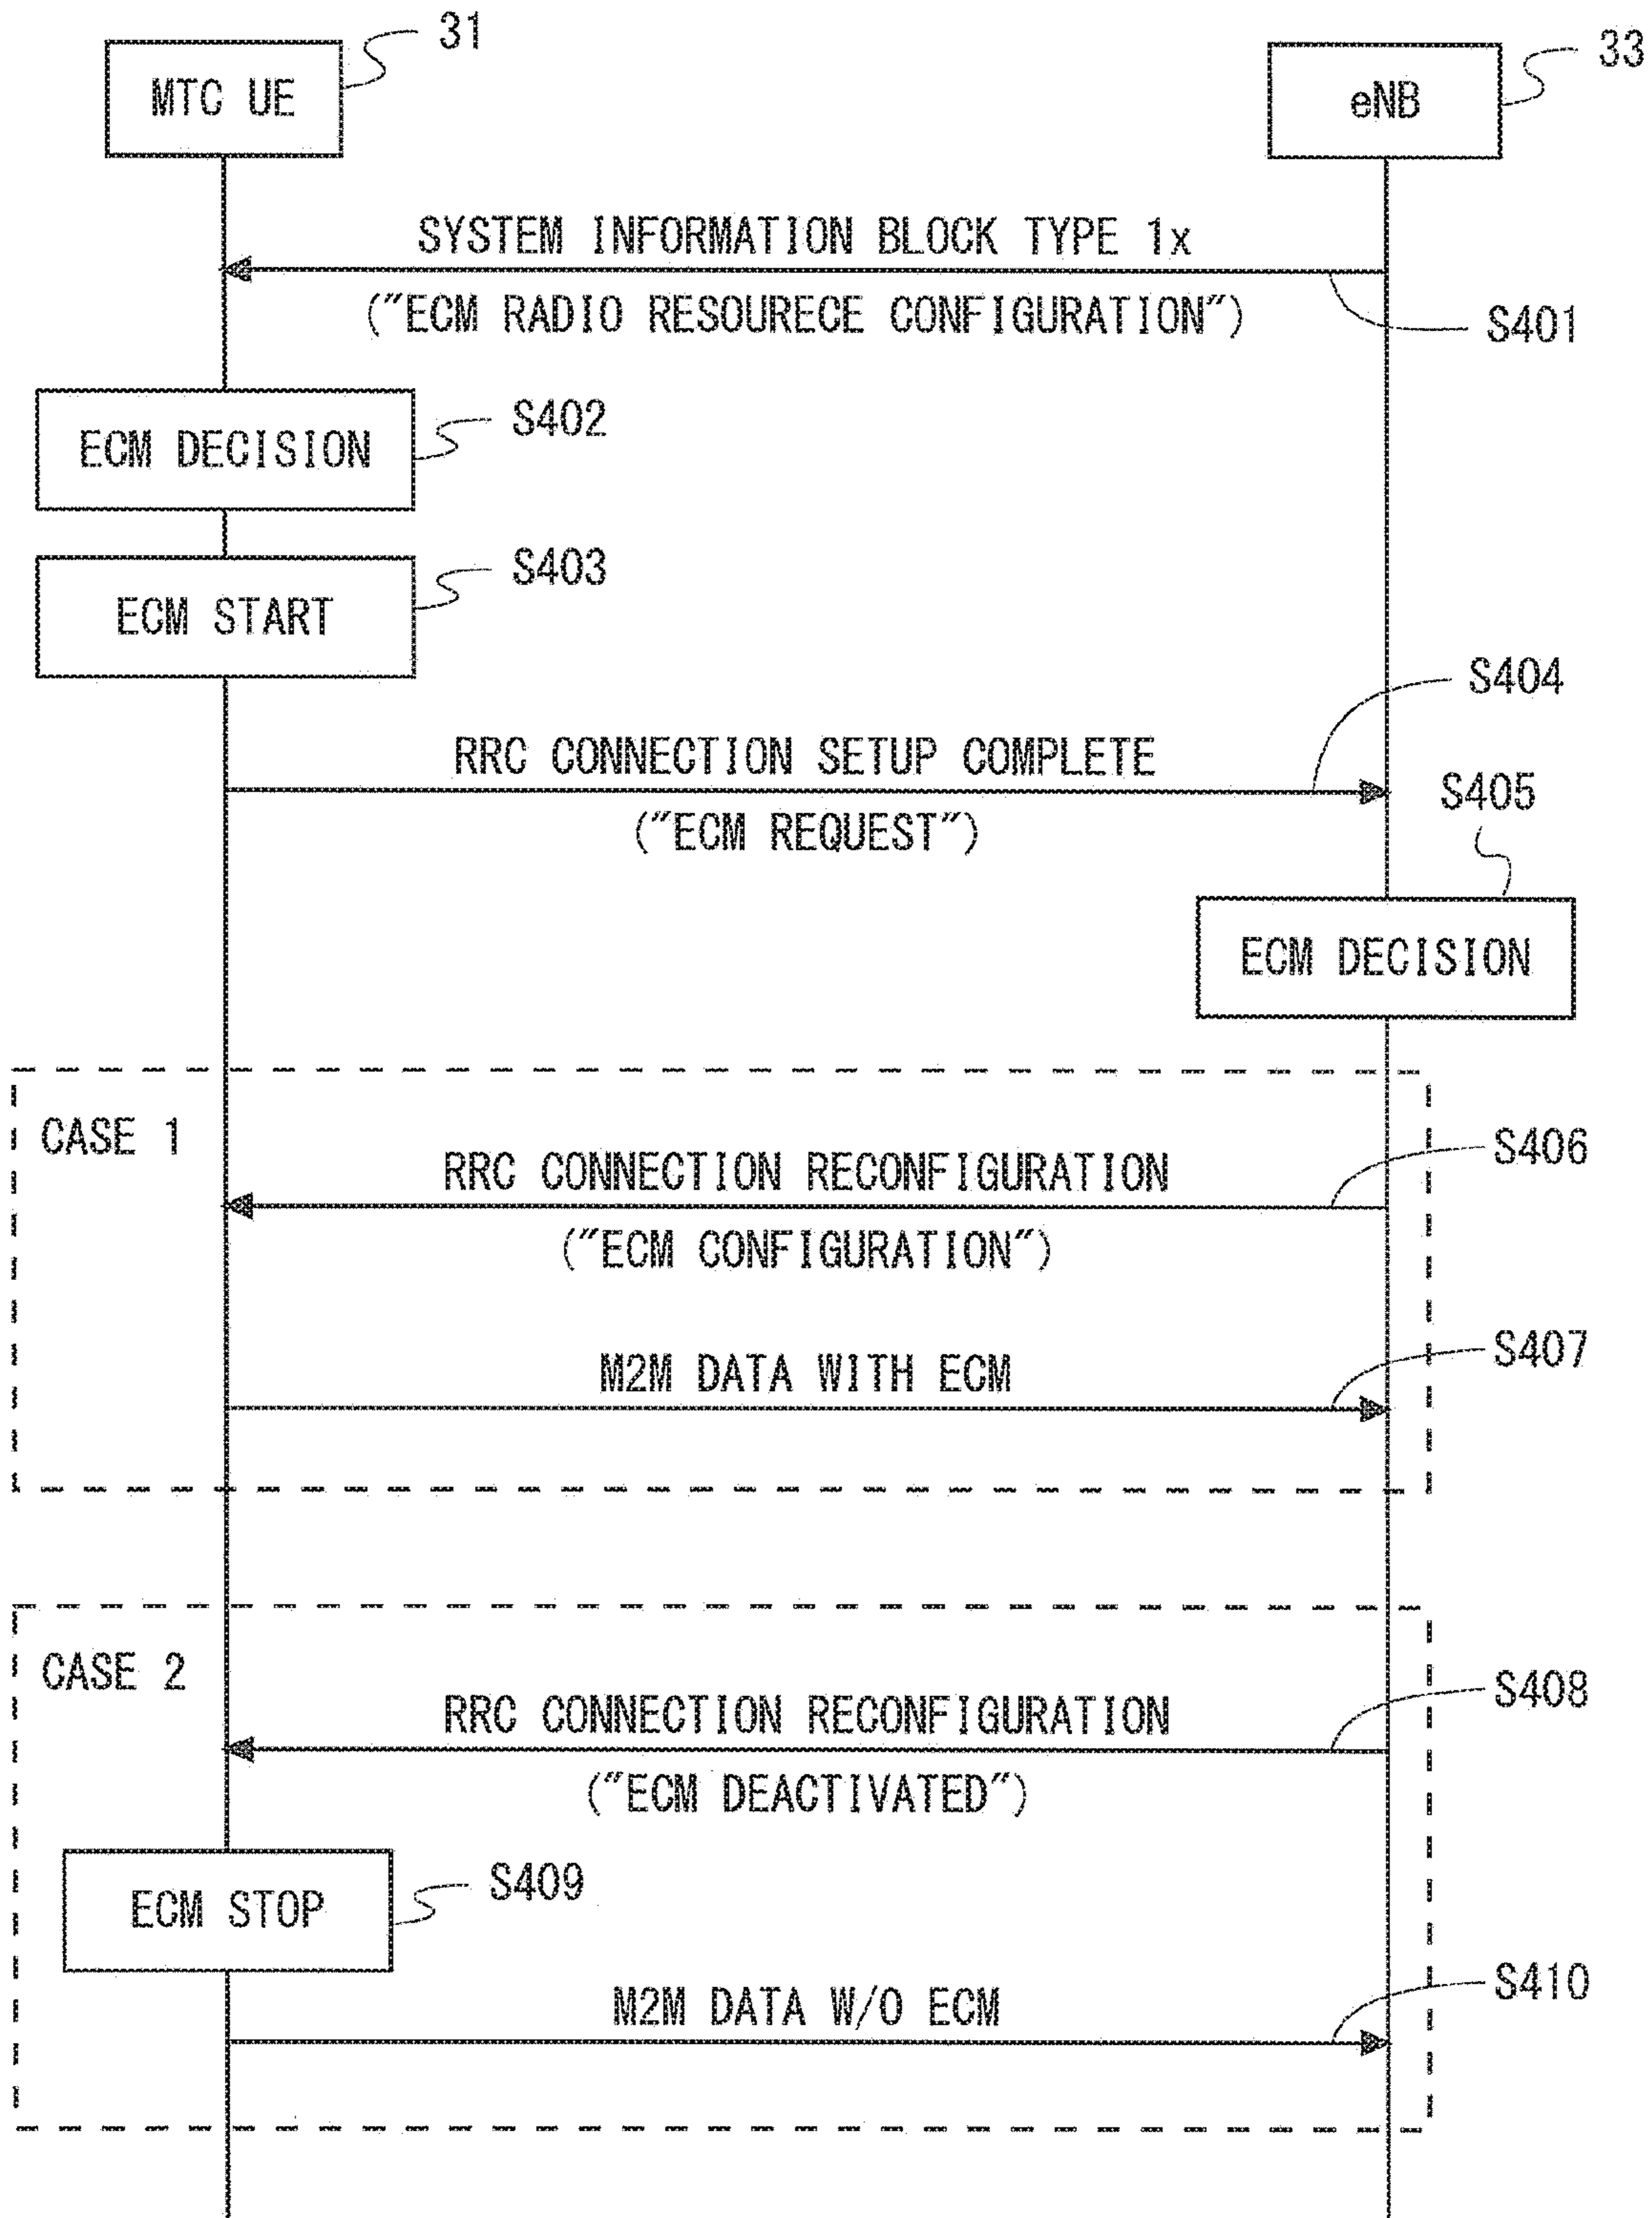 31
33
MTC UE
eNB
SYSTEM INFORMATION BLOCK TYPE 1x
("ECM RADIO RESOURECE CONFIGURATION")
S401
S402
ECM DECISION
S403
ECM START
S404
RRC CONNECTION SETUP COMPLETE
("ECM REQUEST")
S405
ECM DECISION
CASE 1
S406
RRC CONNECTION RECONFIGURATION
("ECM CONFIGURATION")
S407
M2M DATA WITH ECM
CASE 2
S408
RRC CONNECTION RECONFIGURATION
("ECM DEACTIVATED")
S409
ECM STOP
S410
M2M DATA W/O ECM